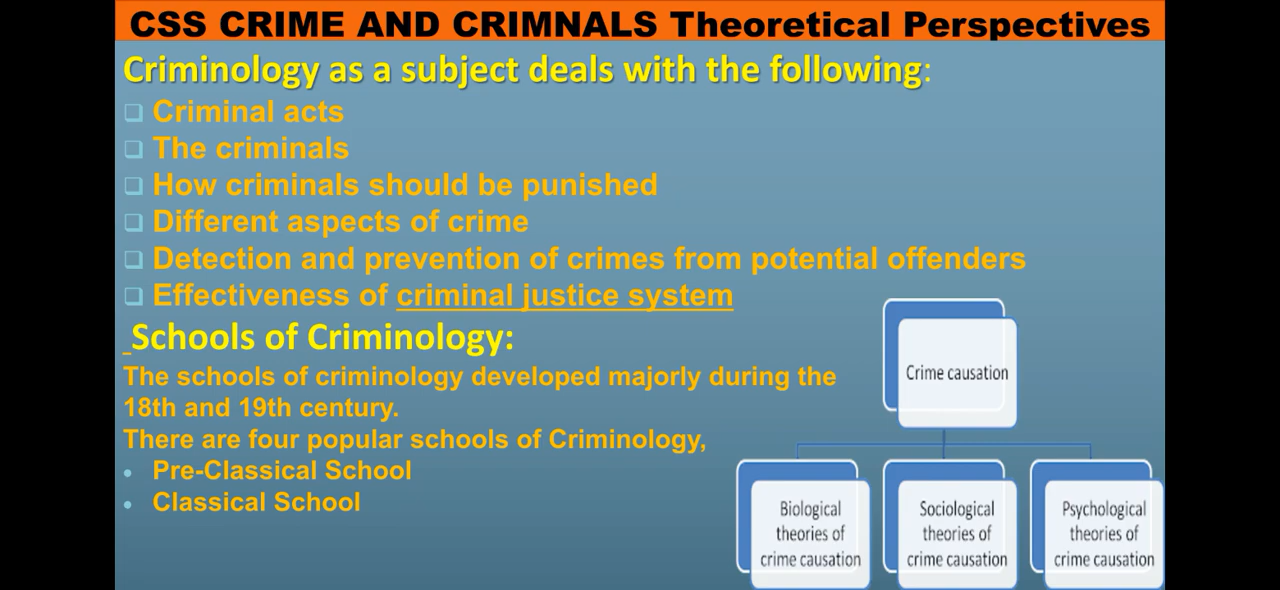 CSS CRIME AND CRIMNALS Theoretical Perspectives
Criminology as a subject deals with the following:
Criminal acts
The criminals
How criminals should be punished
Different aspects of crime
Detection and prevention of crimes from potential offenders
Effectiveness of criminal justice system
Schools of Criminology:
The schools of criminology developed majorly during the
18th and 19th century.
There are four popular schools of Criminology,
Pre-Classical School
Classical School
Crime causation
Biological
theories of
crime causation
Sociological
theories of
crime causation
Psychological
theories of
crime causation